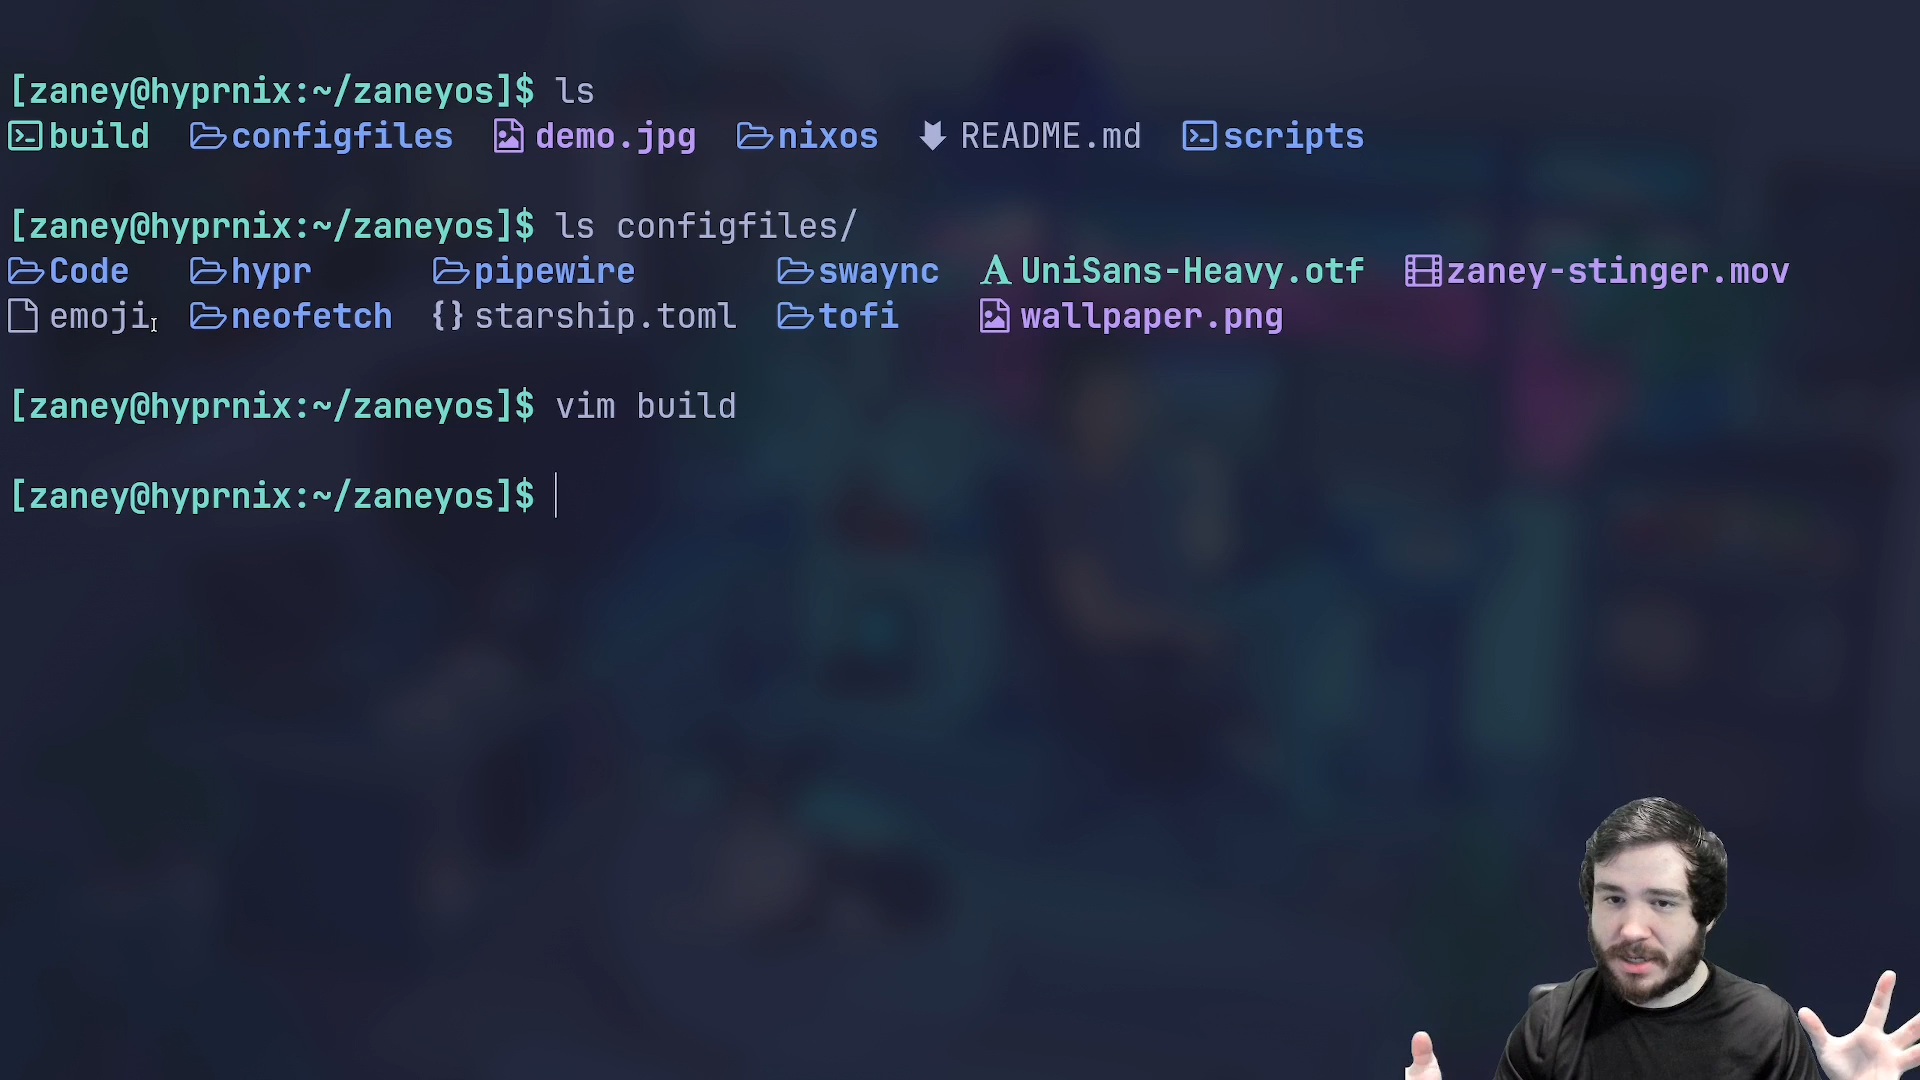 [zaney@hyprnix:~/zaneyos]$ ls
build configfiles demo.jpg nixos README.md scripts
[zaney@hyprnix:~/zaneyos]$ ls configfiles/
Code hypr pipewire swaync UniSans-Heavy.otf zaney-stinger.mov
emoji neofetch {} starship.toml tofi wallpaper.png
[zaney@hyprnix:~/zaneyos]$ vim build
[zaney@hyprnix:~/zaneyos]$